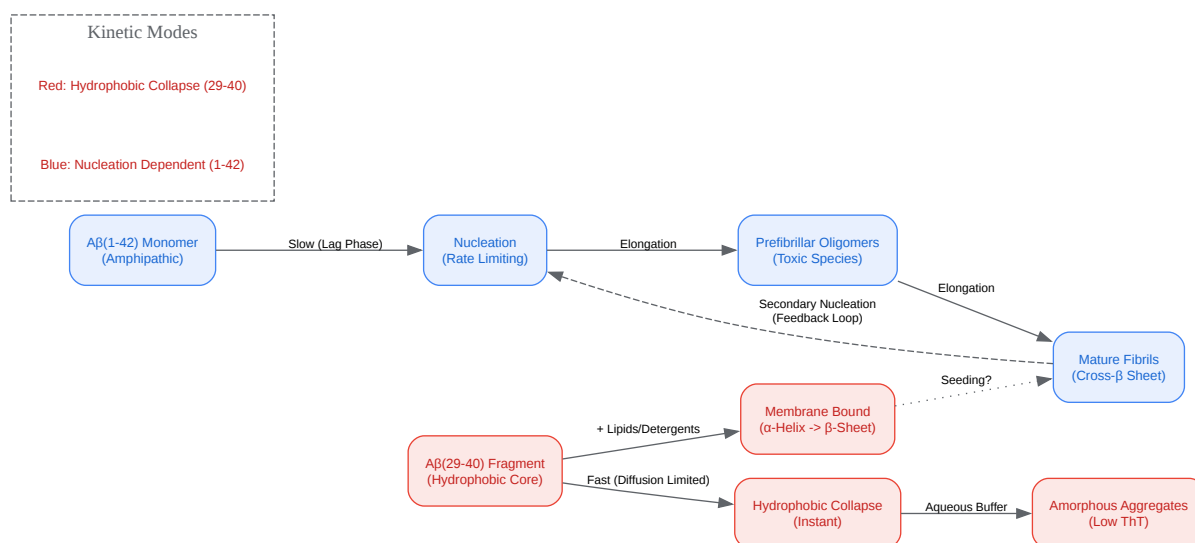 Kinetic Modes
Red: Hydrophobic Collapse (29-40)
Blue: Nucleation Dependent (1-42)
Aβ(1-42) Monomer
(Amphipathic)
Slow (Lag Phase)
Nucleation
(Rate Limiting)
Elongation
Prefibrillar Oligomers
(Toxic Species)
Elongation
Secondary Nucleation
(Feedback Loop)
Mature Fibrils
(Cross-β Sheet)
Seeding?
Membrane Bound
(α-Helix -> β-Sheet)
+ Lipids/Detergents
Aβ(29-40) Fragment
(Hydrophobic Core)
Fast (Diffusion Limited)
Hydrophobic Collapse
(Instant)
Aqueous Buffer
Amorphous Aggregates
(Low ThT)